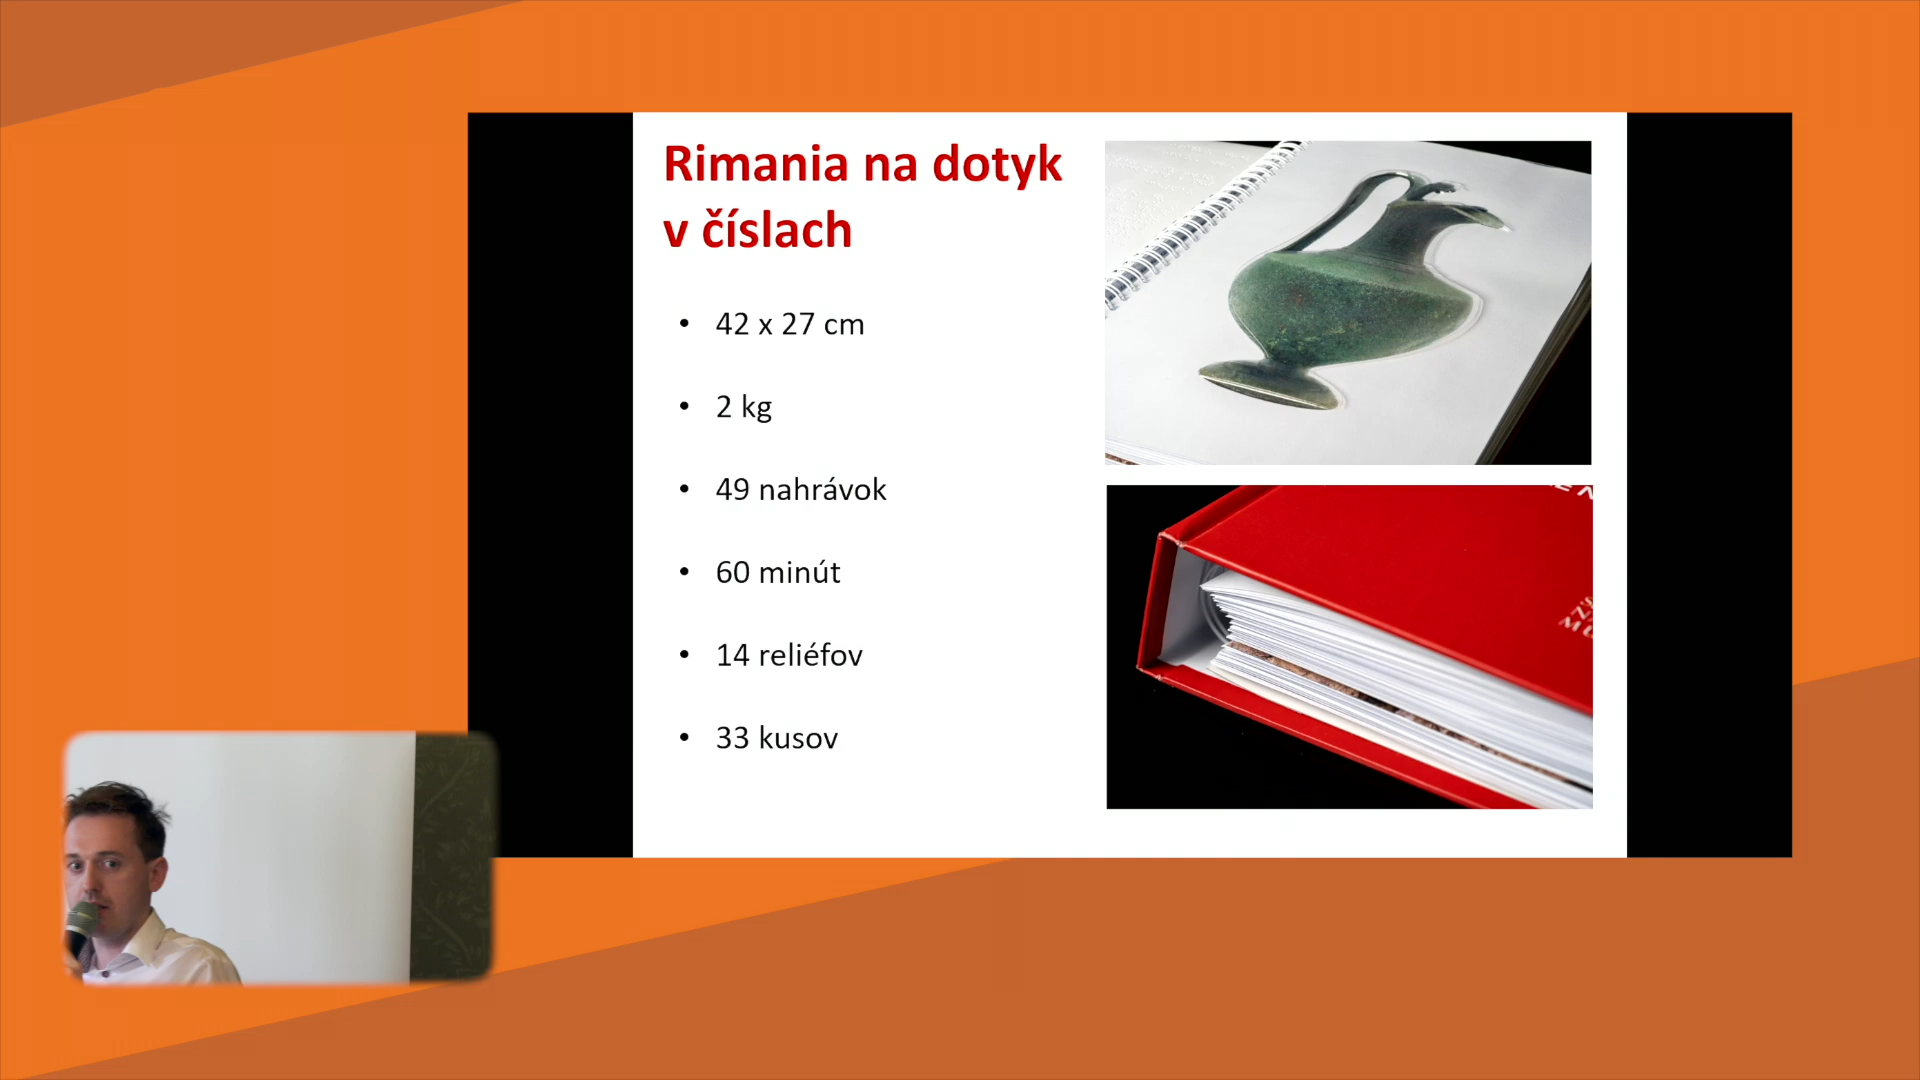 Rimania na dotyk
v číslach
• 42 x 27 cm
• 2 kg
• 49 nahrávok
• 60 minút
• 14 reliéfov
• 33 kusov